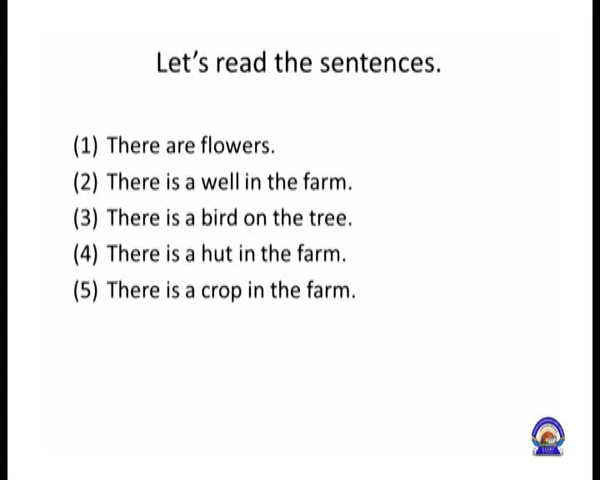 Let's read the sentences.
(1) There are flowers.
(2) There is a well in the farm.
(3) There is a bird on the tree.
(4) There is a hut in the farm.
(5) There is a crop in the farm.